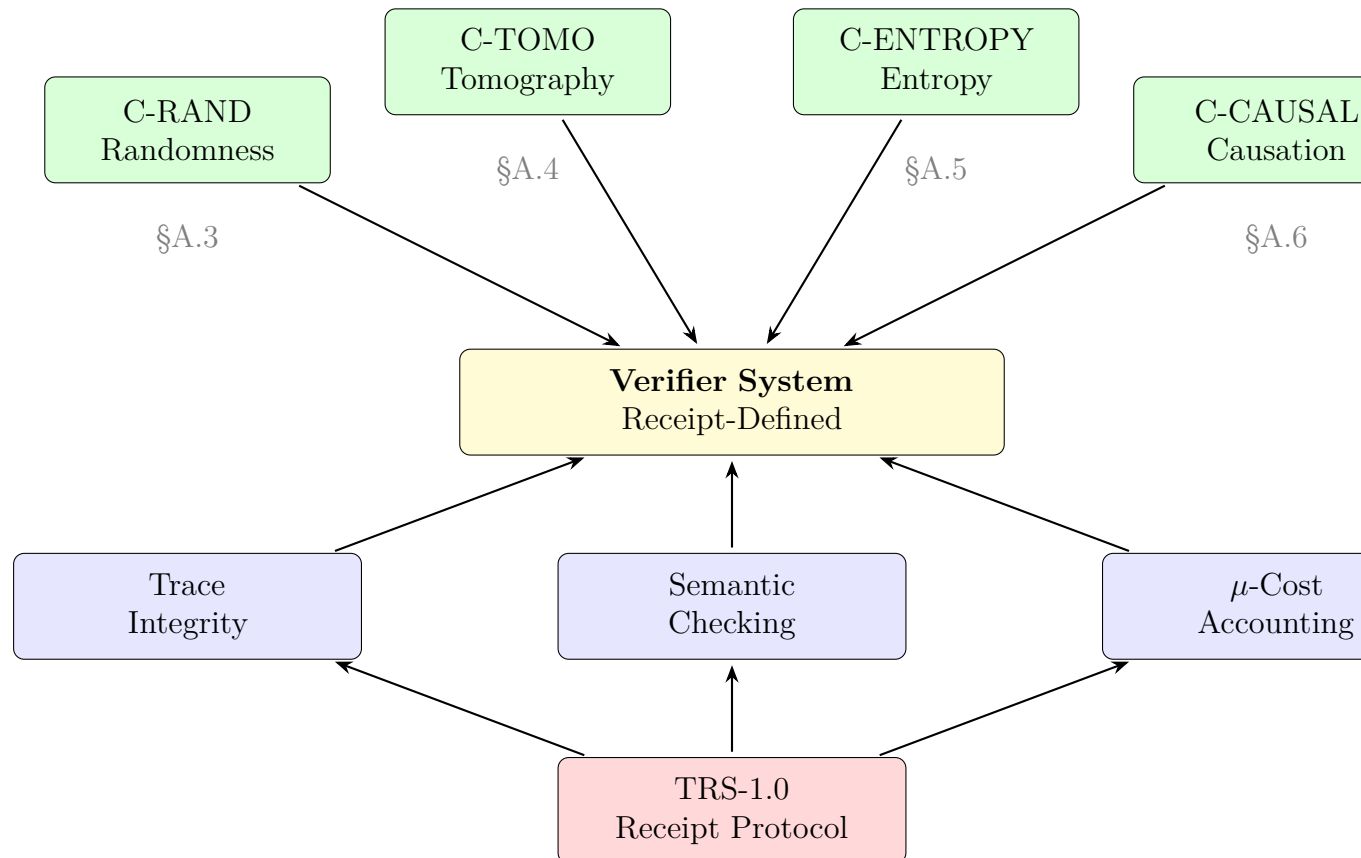 C-TOMO
Tomography
C-ENTROPY
Entropy
C-RAND
Randomness
C-CAUSAL
Causation
§A.4
§A.5
§A.3
§A.6
Verifier System
Receipt-Defined
Trace
Integrity
Semantic
Checking
μ-Cost
Accounting
TRS-1.0
Receipt Protocol